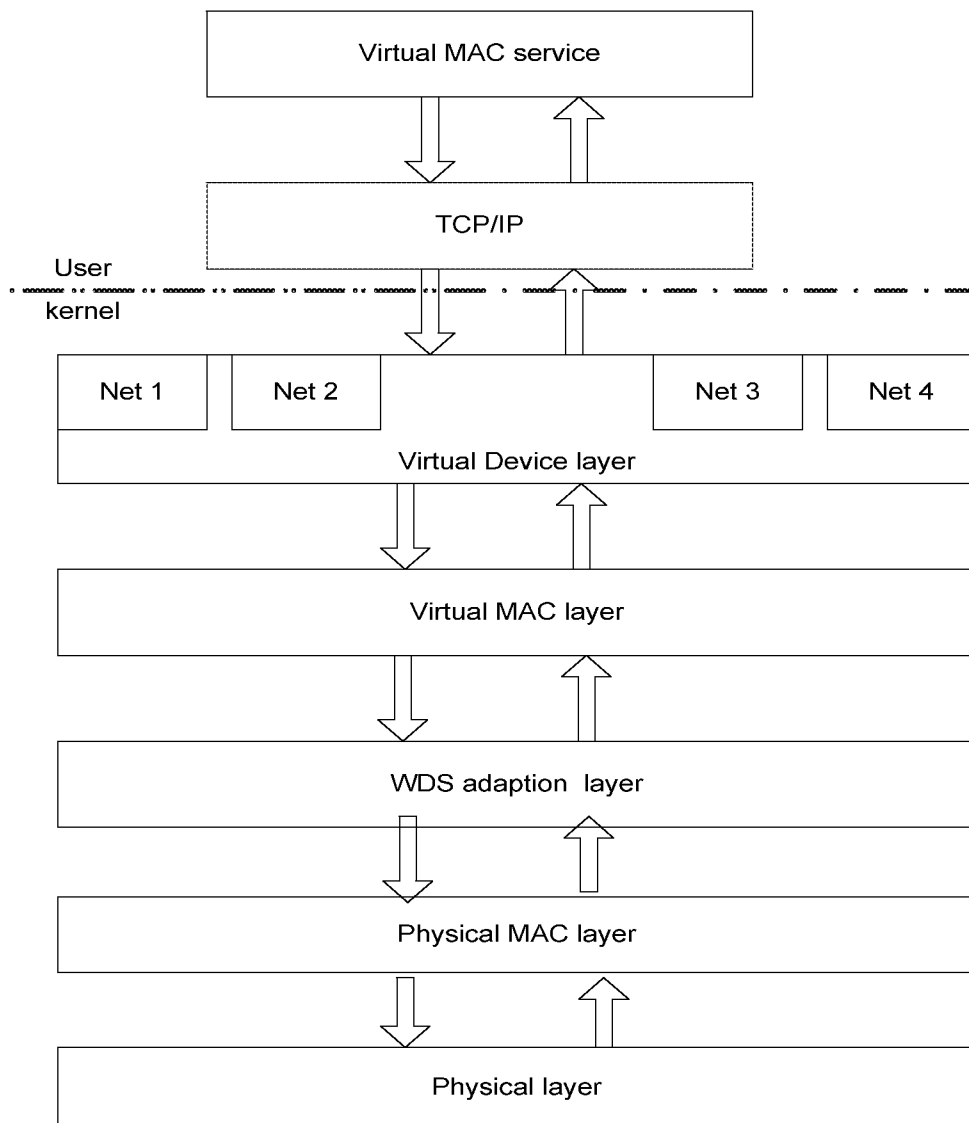 Virtual MAC service
TCP/IP
User
kernel
Net 1
Net 2
Net 3
Net 4
Virtual Device layer
Virtual MAC layer
WDS adaption layer
Physical MAC layer
Physical layer